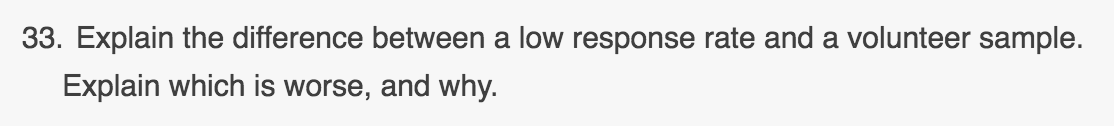 33. Explain the difference between a low response rate and a volunteer sample.
Explain which is worse, and why.